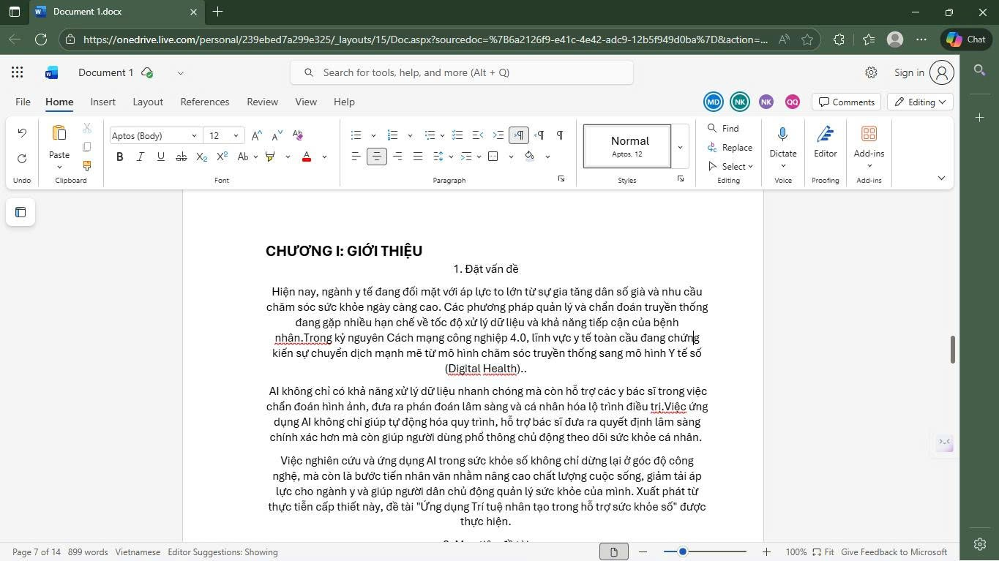 Document 1.docx
https://onedrive.live.com/personal/239ebed7a299e325/_layouts/15/Doc.aspx?sourcedoc=%7B6a2126f9-e41c-4e42-adc9-12b5f949d0ba%7D&action=...
Chat
Document 1
Search for tools, help, and more (Alt + Q)
Sign in
File Home Insert Layout References Review View Help
MD NK NK QQ
Comments
Editing
Paste
Aptos (Body) 12
Normal
Aptos, 12
Find
Replace
Select
Dictate
Editor
Add-ins
Undo Clipboard Font Paragraph Styles Editing Voice Proofing Add-ins
CHƯƠNG I: GIỚI THIỆU
1. Đặt vấn đề
Hiện nay, ngành y tế đang đối mặt với áp lực to lớn từ sự gia tăng dân số già và nhu cầu
chăm sóc sức khỏe ngày càng cao. Các phương pháp quản lý và chẩn đoán truyền thống
đang gặp nhiều hạn chế về tốc độ xử lý dữ liệu và khả năng tiếp cận của bệnh
nhân.Trong kỷ nguyên Cách mạng công nghiệp 4.0, lĩnh vực y tế toàn cầu đang chứng
kiến sự chuyển dịch mạnh mẽ từ mô hình chăm sóc truyền thống sang mô hình Y tế số
(Digital Health)..
AI không chỉ có khả năng xử lý dữ liệu nhanh chóng mà còn hỗ trợ các y bác sĩ trong việc
chẩn đoán hình ảnh, đưa ra phán đoán lâm sàng và cá nhân hóa lộ trình điều trị.Việc ứng
dụng AI không chỉ giúp tự động hóa quy trình, hỗ trợ bác sĩ đưa ra quyết định lâm sàng
chính xác hơn mà còn giúp người dùng phổ thông chủ động theo dõi sức khỏe cá nhân.
Việc nghiên cứu và ứng dụng AI trong sức khỏe số không chỉ dừng lại ở góc độ công
nghệ, mà còn là bước tiến nhân văn nhằm nâng cao chất lượng cuộc sống, giảm tải áp
lực cho ngành y và giúp người dân chủ động quản lý sức khỏe của mình. Xuất phát từ
thực tiễn cấp thiết này, đề tài "Ứng dụng Trí tuệ nhân tạo trong hỗ trợ sức khỏe số" được
thực hiện.
Page 7 of 14 899 words Vietnamese Editor Suggestions: Showing
100% Fit Give Feedback to Microsoft